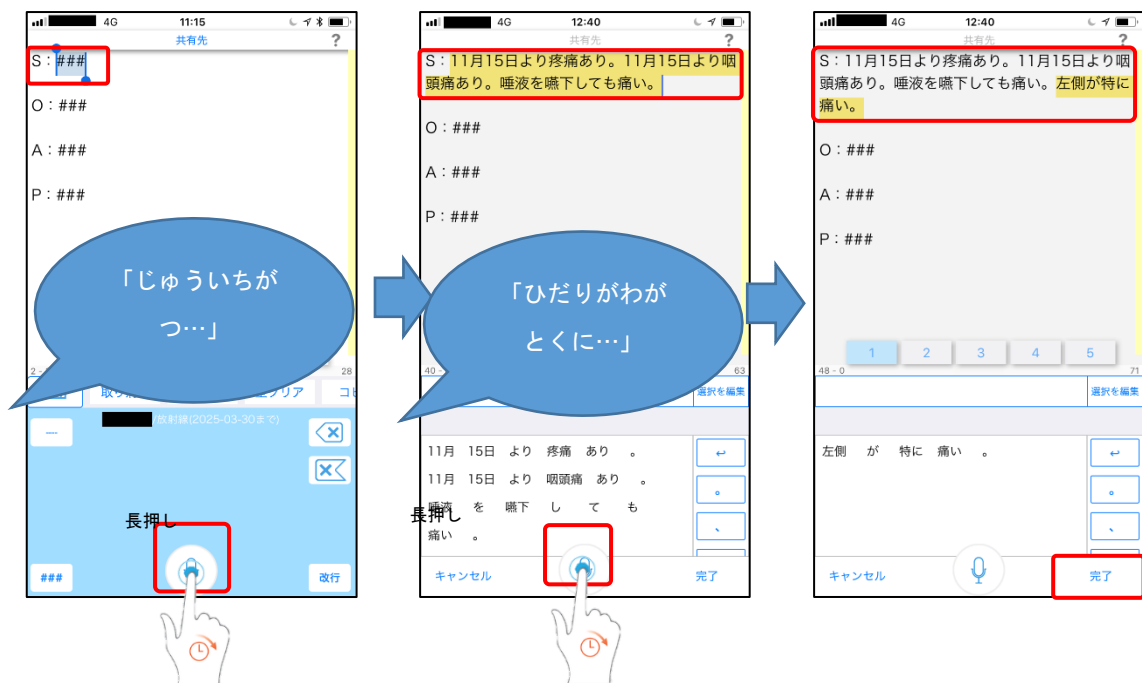 4G 11:15
共有先 ?
S：###
O：###
A：###
P：###
「じゅういちが
つ…」
2 - 28
取り消 クリア コピ
----
/放射線(2025-03-30まで)
長押し
###
改行
4G 12:40
共有先 ?
S：11月15日より疼痛あり。11月15日より咽
頭痛あり。唾液を嚥下しても痛い。
O：###
A：###
P：###
「ひだりがわが
とくに…」
40 - 63
選択を編集
11月 15日 より 疼痛 あり 。
11月 15日 より 咽頭痛 あり 。
唾液 を 嚥下 し て も
痛い 。
。
、
長押し
キャンセル
完了
4G 12:40
共有先 ?
S：11月15日より疼痛あり。11月15日より咽
頭痛あり。唾液を嚥下しても痛い。左側が特に
痛い。
O：###
A：###
P：###
1 2 3 4 5
48 - 0 71
選択を編集
左側 が 特に 痛い 。
。
、
キャンセル
完了